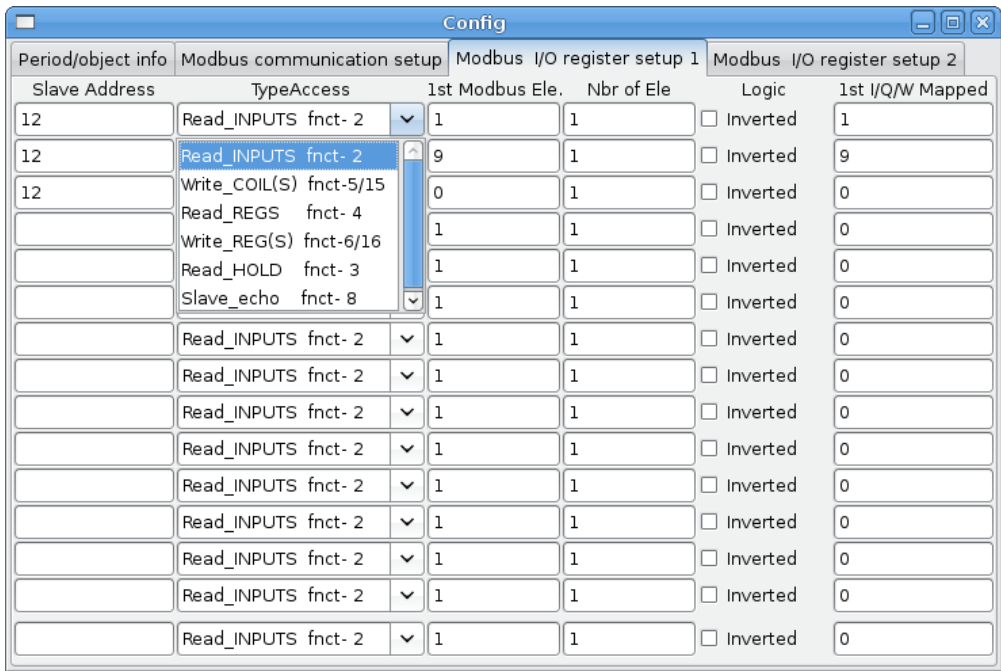 Config
Period/object info Modbus communication setup Modbus I/O register setup 1 Modbus I/O register setup 2
Slave Address TypeAccess 1st Modbus Ele. Nbr of Ele Logic 1st I/Q/W Mapped
12 Read_INPUTS fnct- 2 1 1 Inverted 1
12 Read_INPUTS fnct- 2 9 1 Inverted 9
12 Write_COIL(S) fnct-5/15 0 1 Inverted 0
Read_REGS fnct- 4 1 1 Inverted 0
Write_REG(S) fnct-6/16
Read_HOLD fnct- 3 1 1 Inverted 0
Slave_echo fnct- 8 1 1 Inverted 0
Read_INPUTS fnct- 2 1 1 Inverted 0
Read_INPUTS fnct- 2 1 1 Inverted 0
Read_INPUTS fnct- 2 1 1 Inverted 0
Read_INPUTS fnct- 2 1 1 Inverted 0
Read_INPUTS fnct- 2 1 1 Inverted 0
Read_INPUTS fnct- 2 1 1 Inverted 0
Read_INPUTS fnct- 2 1 1 Inverted 0
Read_INPUTS fnct- 2 1 1 Inverted 0
Read_INPUTS fnct- 2 1 1 Inverted 0